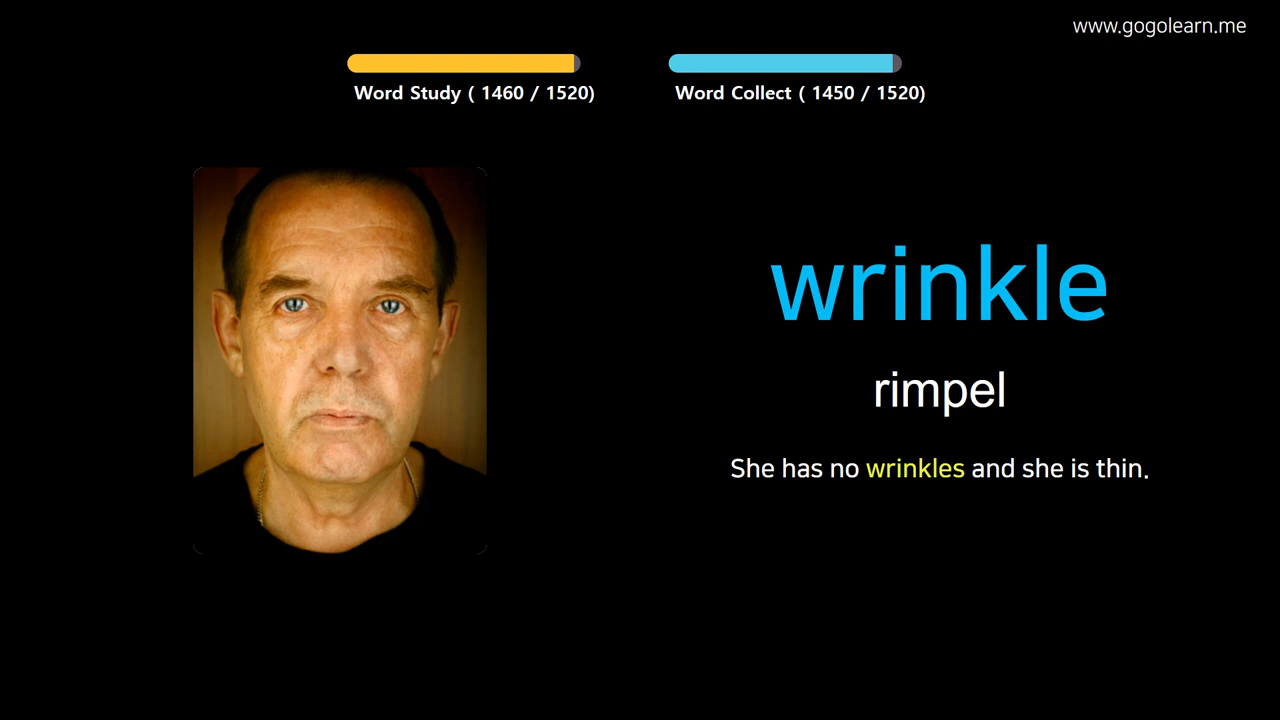 www.gogolearn.me
Word Study ( 1460 / 1520)
Word Collect ( 1450 / 1520)
wrinkle
rimpel
She has no wrinkles and she is thin.